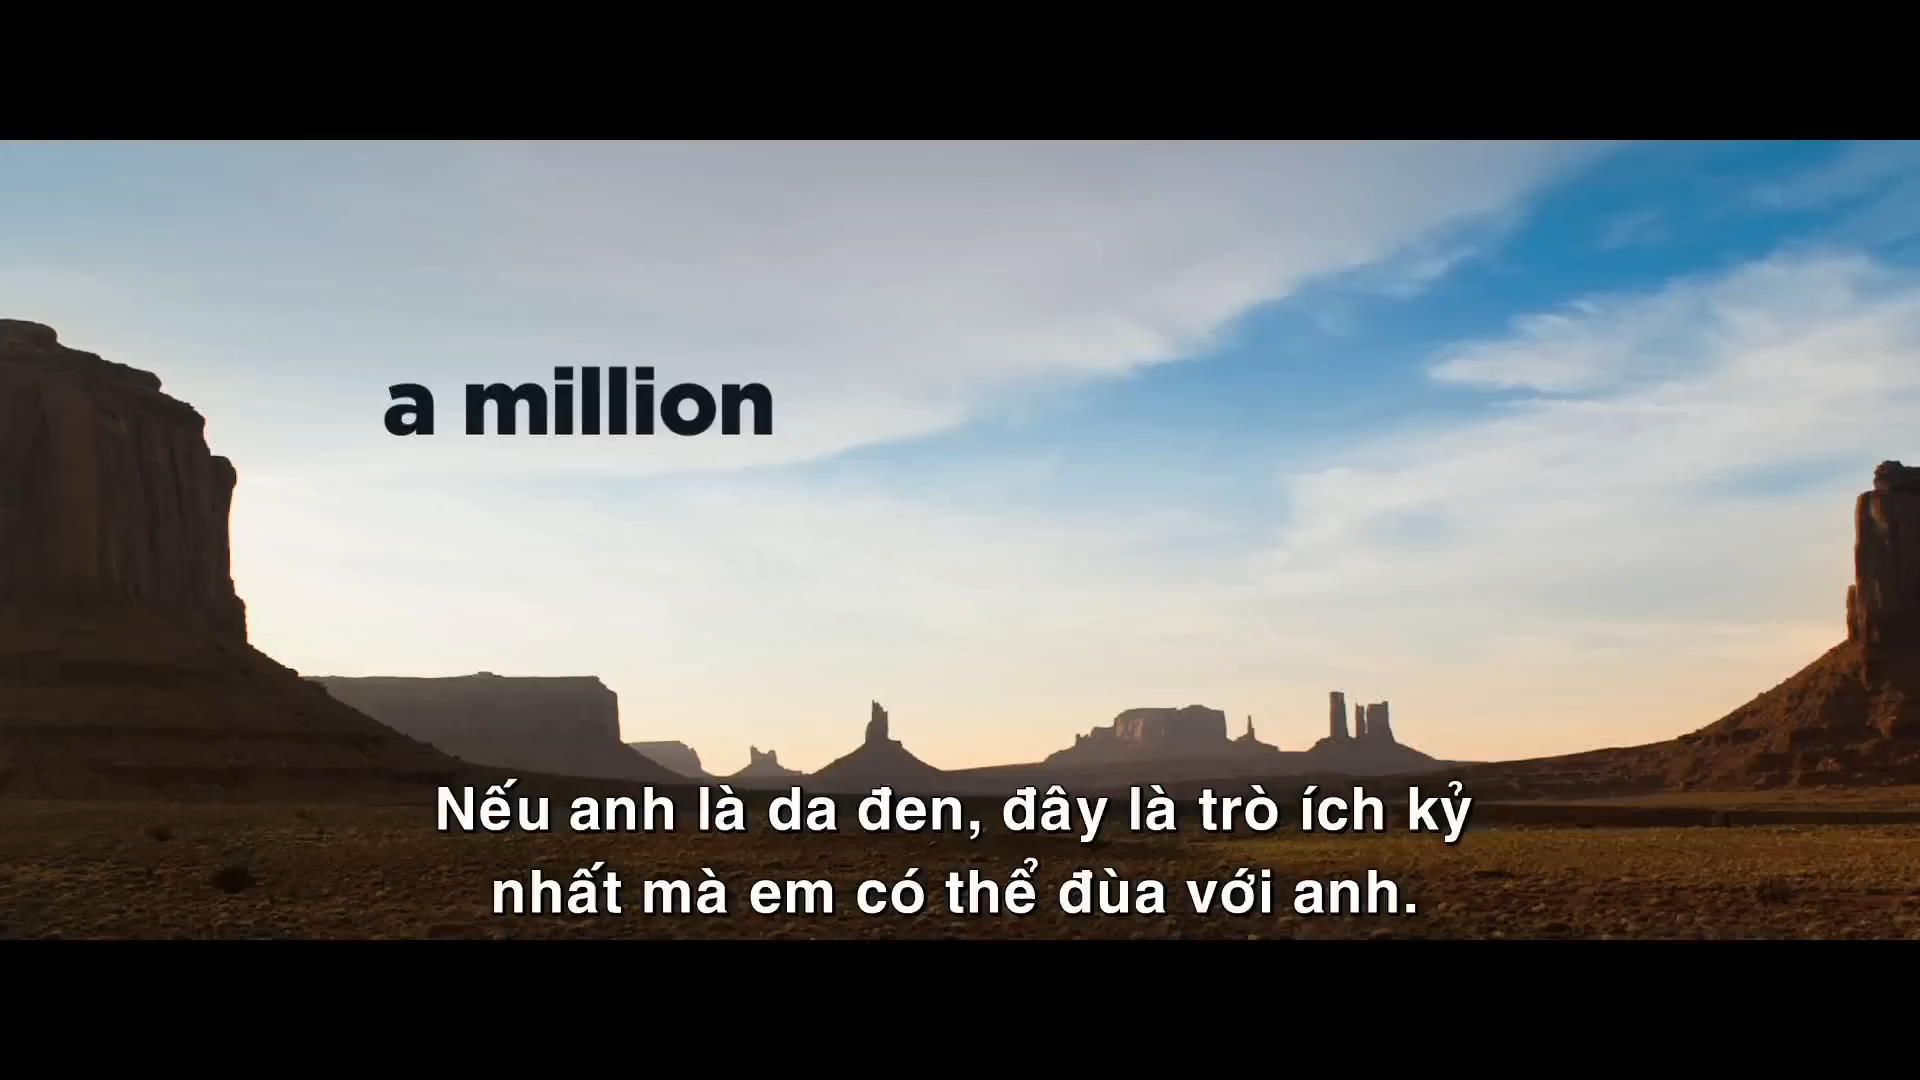 a million
Nếu anh là da đen, đây là trò ích kỷ
nhất mà em có thể đùa với anh.